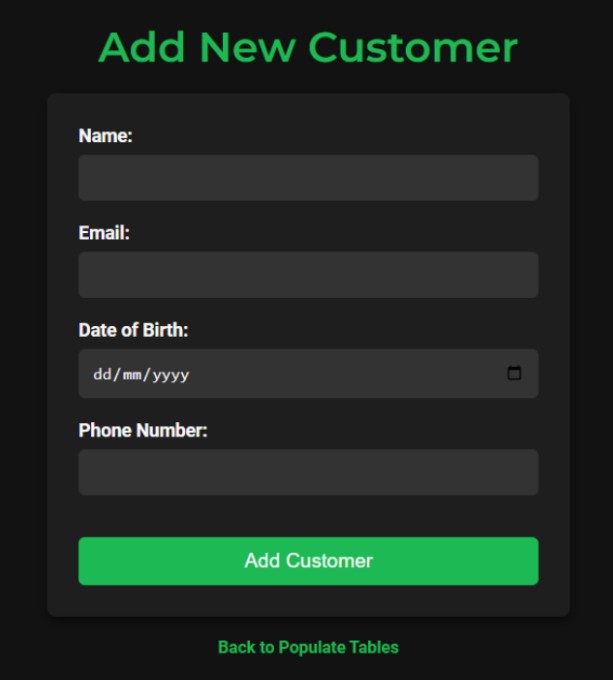 Add New Customer
Name:
Email:
Date of Birth:
dd/mm/yyyy
Phone Number:
Add Customer
Back to Populate Tables